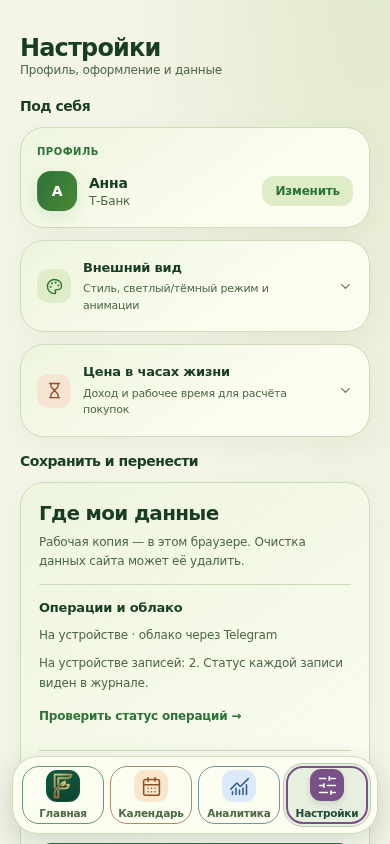 Настройки
Профиль, оформление и данные
Под себя
ПРОФИЛЬ
А
Анна
Т-Банк
Изменить
Внешний вид
Стиль, светлый/тёмный режим и
анимации
Цена в часах жизни
Доход и рабочее время для расчёта
покупок
Сохранить и перенести
Где мои данные
Рабочая копия — в этом браузере. Очистка
данных сайта может её удалить.
Операции и облако
На устройстве · облако через Telegram
На устройстве записей: 2. Статус каждой записи
виден в журнале.
Проверить статус операций →
Главная
Календарь
Аналитика
Настройки